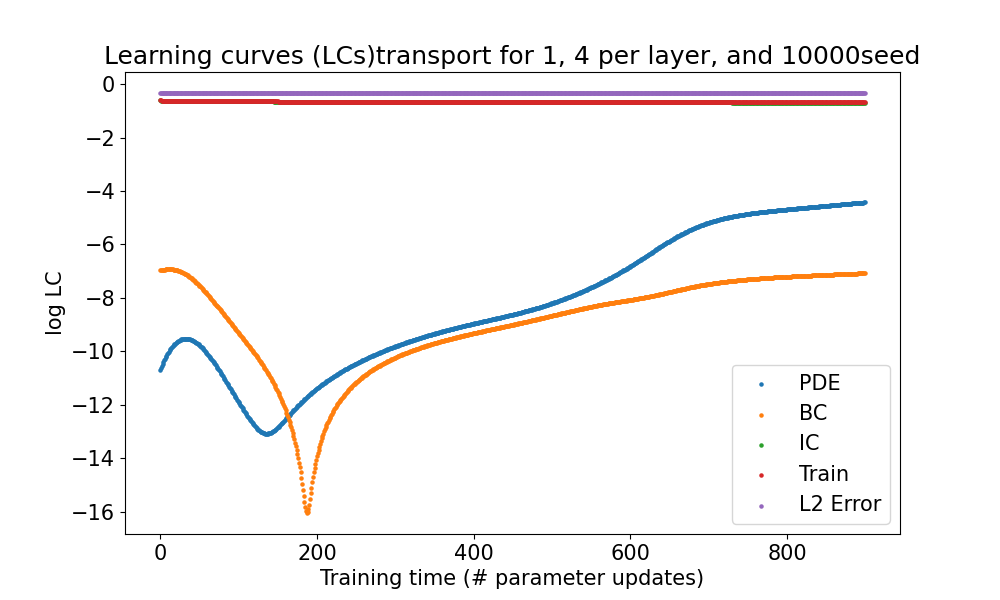 Learning curves (LCs)transport for 1, 4 per layer, and 10000seed
log LC
0
−2
−4
−6
−8
−10
−12
−14
−16
PDE
BC
IC
Train
L2 Error
0
200
400
600
800
Training time (# parameter updates)